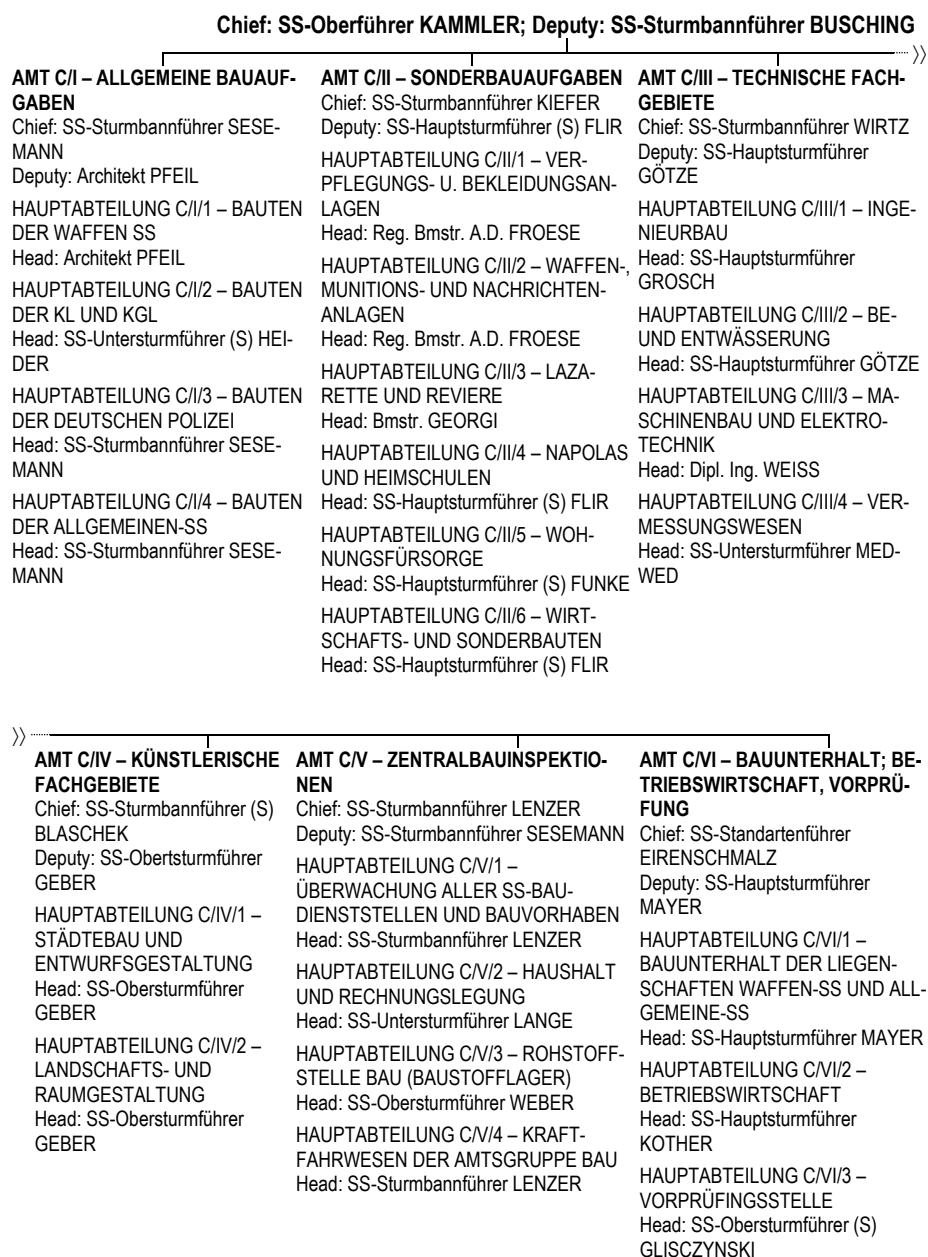 Chief: SS-Oberführer KAMMLER; Deputy: SS-Sturmbannführer BUSCHING
AMT C/I – ALLGEMEINE BAUAUF-
GABEN
Chief: SS-Sturmbannführer SESE-
MANN
Deputy: Architekt PFEIL
HAUPTABTEILUNG C/I/1 – BAUTEN
DER WAFFEN SS
Head: Architekt PFEIL
HAUPTABTEILUNG C/I/2 – BAUTEN
DER KL UND KGL
Head: SS-Untersturmführer (S) HEI-
DER
HAUPTABTEILUNG C/I/3 – BAUTEN
DER DEUTSCHEN POLIZEI
Head: SS-Sturmbannführer SESE-
MANN
HAUPTABTEILUNG C/I/4 – BAUTEN
DER ALLGEMEINEN-SS
Head: SS-Sturmbannführer SESE-
MANN
AMT C/II – SONDERBAUAUFGABEN
Chief: SS-Sturmbannführer KIEFER
Deputy: SS-Hauptsturmführer (S) FLIR
HAUPTABTEILUNG C/II/1 – VER-
PFLEGUNGS- U. BEKLEIDUNGSAN-
LAGEN
Head: Reg. Bmstr. A.D. FROESE
HAUPTABTEILUNG C/II/2 – WAFFEN-,
MUNITIONS- UND NACHRICHTEN-
ANLAGEN
Head: Reg. Bmstr. A.D. FROESE
HAUPTABTEILUNG C/II/3 – LAZA-
RETTE UND REVIERE
Head: Bmstr. GEORGI
HAUPTABTEILUNG C/II/4 – NAPOLAS
UND HEIMSCHULEN
Head: SS-Hauptsturmführer (S) FLIR
HAUPTABTEILUNG C/II/5 – WOH-
NUNGSFÜRSORGE
Head: SS-Hauptsturmführer (S) FUNKE
HAUPTABTEILUNG C/II/6 – WIRT-
SCHAFTS- UND SONDERBAUTEN
Head: SS-Hauptsturmführer (S) FLIR
AMT C/III – TECHNISCHE FACH-
GEBIETE
Chief: SS-Sturmbannführer WIRTZ
Deputy: SS-Hauptsturmführer
GÖTZE
HAUPTABTEILUNG C/III/1 – INGE-
NIEURBAU
Head: SS-Hauptsturmführer
GROSCH
HAUPTABTEILUNG C/III/2 – BE-
UND ENTWÄSSERUNG
Head: SS-Hauptsturmführer GÖTZE
HAUPTABTEILUNG C/III/3 – MA-
SCHINENBAU UND ELEKTRO-
TECHNIK
Head: Dipl. Ing. WEISS
HAUPTABTEILUNG C/III/4 – VER-
MESSUNGSWESEN
Head: SS-Untersturmführer MED-
WED
AMT C/IV – KÜNSTLERISCHE
FACHGEBIETE
Chief: SS-Sturmbannführer (S)
BLASCHEK
Deputy: SS-Obertsturmführer
GEBER
HAUPTABTEILUNG C/IV/1 –
STÄDTEBAU UND
ENTWURFSGESTALTUNG
Head: SS-Obersturmführer
GEBER
HAUPTABTEILUNG C/IV/2 –
LANDSCHAFTS- UND
RAUMGESTALTUNG
Head: SS-Obersturmführer
GEBER
AMT C/V – ZENTRALBAUINSPEKTIO-
NEN
Chief: SS-Sturmbannführer LENZER
Deputy: SS-Sturmbannführer SESEMANN
HAUPTABTEILUNG C/V/1 –
ÜBERWACHUNG ALLER SS-BAU-
DIENSTSTELLEN UND BAUVORHABEN
Head: SS-Sturmbannführer LENZER
HAUPTABTEILUNG C/V/2 – HAUSHALT
UND RECHNUNGSLEGUNG
Head: SS-Untersturmführer LANGE
HAUPTABTEILUNG C/V/3 – ROHSTOFF-
STELLE BAU (BAUSTOFFLAGER)
Head: SS-Obersturmführer WEBER
HAUPTABTEILUNG C/V/4 – KRAFT-
FAHRWESEN DER AMTSGRUPPE BAU
Head: SS-Sturmbannführer LENZER
AMT C/VI – BAUUNTERHALT; BE-
TRIEBSWIRTSCHAFT, VORPRÜ-
FUNG
Chief: SS-Standartenführer
EIRENSCHMALZ
Deputy: SS-Hauptsturmführer
MAYER
HAUPTABTEILUNG C/VI/1 –
BAUUNTERHALT DER LIEGEN-
SCHAFTEN WAFFEN-SS UND ALL-
GEMEINE-SS
Head: SS-Hauptsturmführer MAYER
HAUPTABTEILUNG C/VI/2 –
BETRIEBSWIRTSCHAFT
Head: SS-Hauptsturmführer
KOTHER
HAUPTABTEILUNG C/VI/3 –
VORPRÜFINGSSTELLE
Head: SS-Obersturmführer (S)
GLISCZYNSKI